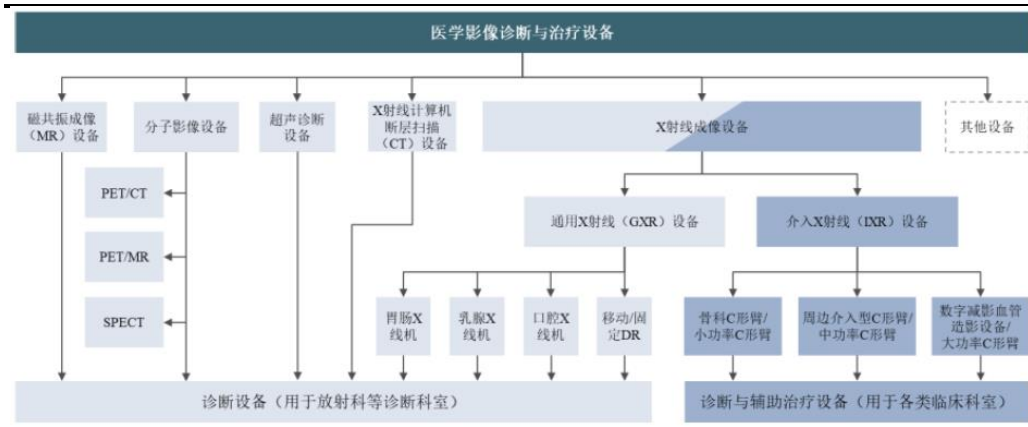 医学影像诊断与治疗设备
磁共振成像
（MR）设备
分子影像设备
超声诊断
设备
X射线计算机
断层扫描
（CT）设备
X射线成像设备
其他设备
PET/CT
PET/MR
SPECT
通用X射线（GXR）设备
介入X射线（IXR）设备
胃肠X
线机
乳腺X
线机
口腔X
线机
移动/固
定DR
骨科C形臂/
小功率C形臂
周边介入型C形臂/
中功率C形臂
数字减影血管
造影设备/
大功率C形臂
诊断设备（用于放射科等诊断科室）
诊断与辅助治疗设备（用于各类临床科室）